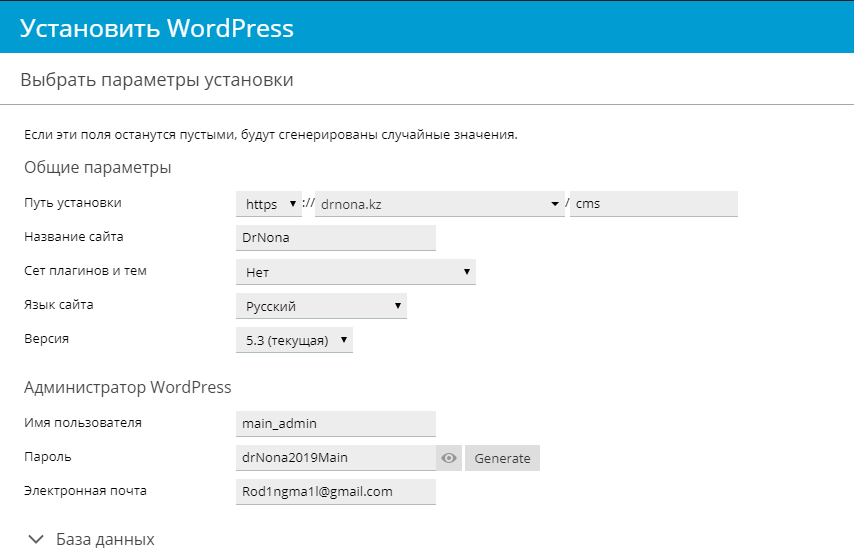 Установить WordPress
Выбрать параметры установки
Если эти поля останутся пустыми, будут сгенерированы случайные значения.
Общие параметры
Путь установки https :// drnona.kz / cms
Название сайта DrNona
Сет плагинов и тем Нет
Язык сайта Русский
Версия 5.3 (текущая)
Администратор WordPress
Имя пользователя main_admin
Пароль drNona2019Main Generate
Электронная почта Rod1ngma1l@gmail.com
База данных